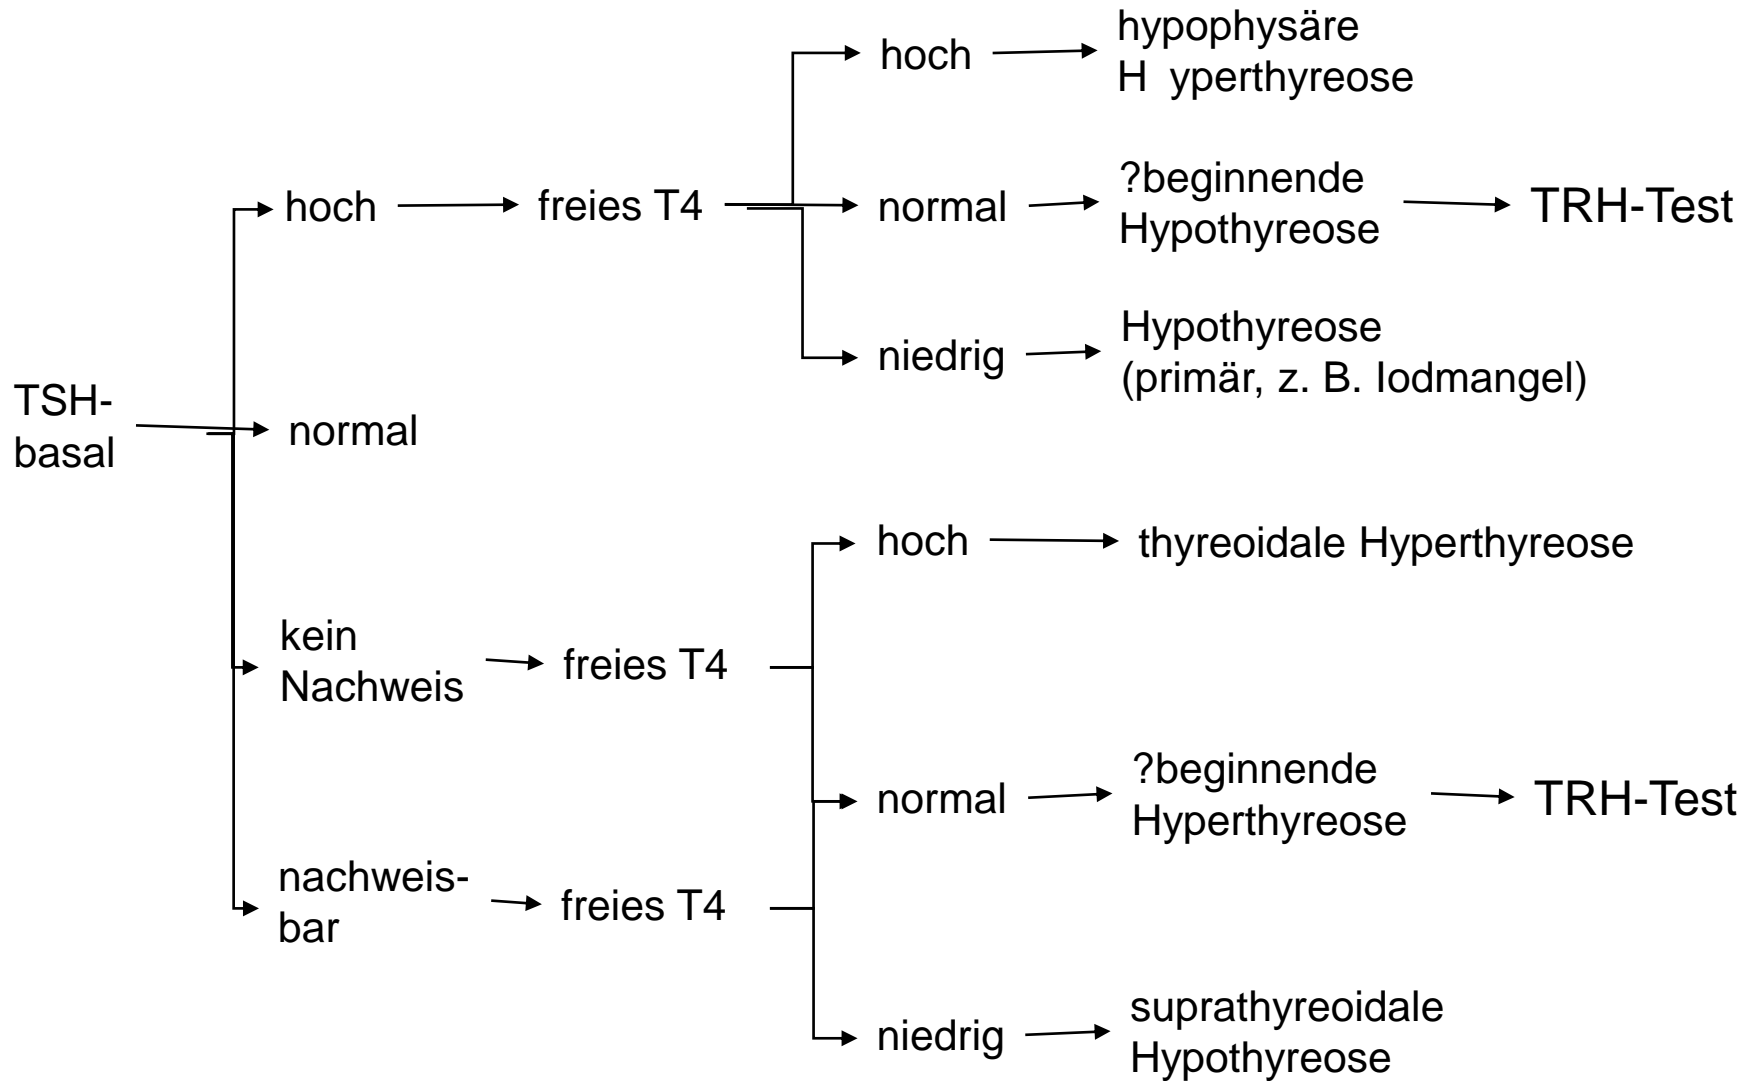 TSH-
basal
hoch
freies T4
hoch
hypophysäre
H yperthyreose
normal
?beginnende
Hypothyreose
TRH-Test
niedrig
Hypothyreose
(primär, z. B. Iodmangel)
normal
kein
Nachweis
freies T4
hoch
thyreoidale Hyperthyreose
normal
?beginnende
Hyperthyreose
TRH-Test
nachweis-
bar
freies T4
niedrig
suprathyreoidale
Hypothyreose